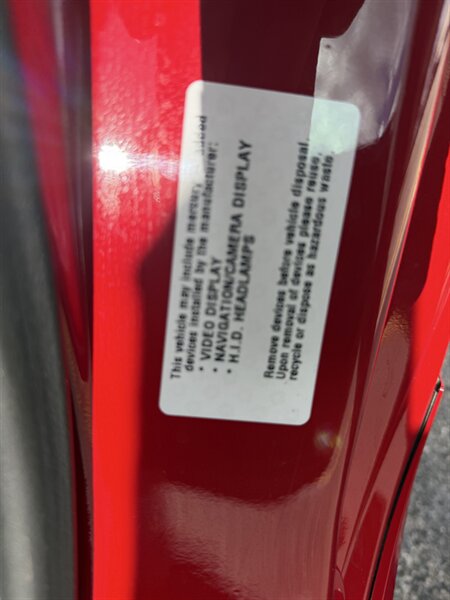 This vehicle may include mercury added
devices installed by the manufacturer:
• VIDEO DISPLAY
• NAVIGATION/CAMERA DISPLAY
• H.I.D. HEADLAMPS
Remove devices before vehicle disposal.
Upon removal of devices please reuse,
recycle or dispose as hazardous waste.